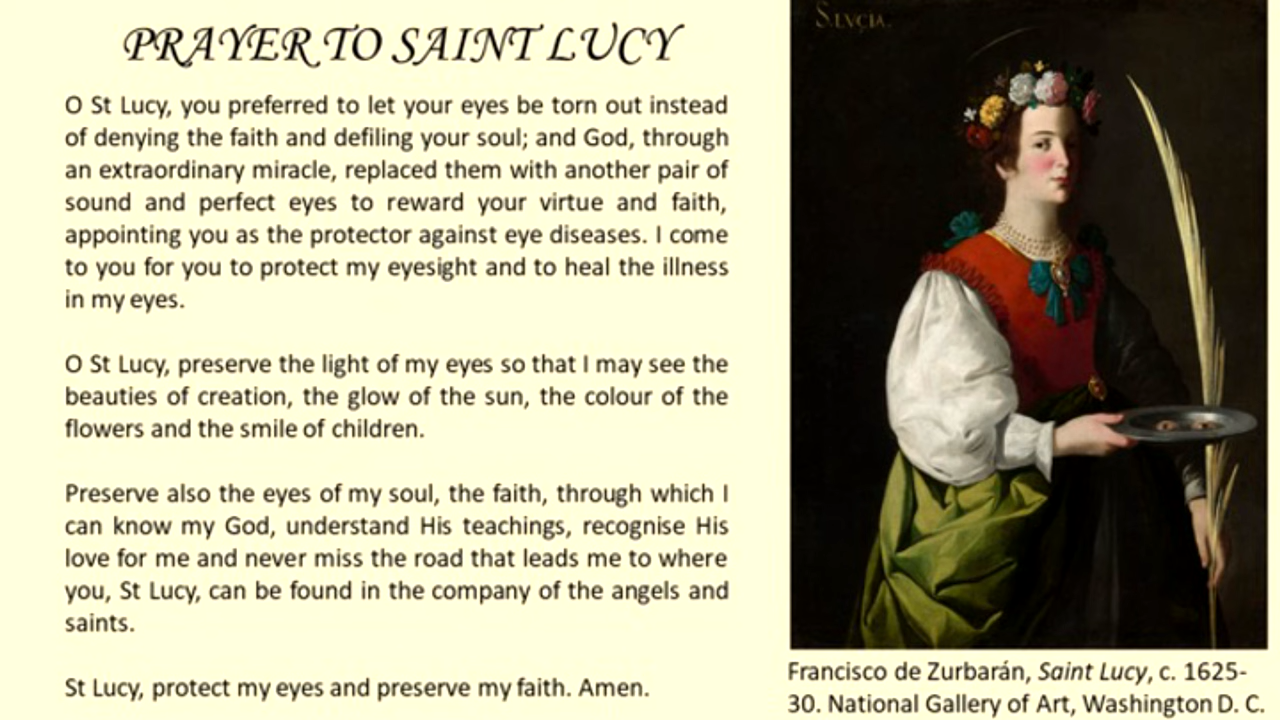 PRAYER TO SAINT LUCY
O St Lucy, you preferred to let your eyes be torn out instead
of denying the faith and defiling your soul; and God, through
an extraordinary miracle, replaced them with another pair of
sound and perfect eyes to reward your virtue and faith,
appointing you as the protector against eye diseases. I come
to you for you to protect my eyesight and to heal the illness
in my eyes.
O St Lucy, preserve the light of my eyes so that I may see the
beauties of creation, the glow of the sun, the colour of the
flowers and the smile of children.
Preserve also the eyes of my soul, the faith, through which I
can know my God, understand His teachings, recognise His
love for me and never miss the road that leads me to where
you, St Lucy, can be found in the company of the angels and
saints.
St Lucy, protect my eyes and preserve my faith. Amen.
S. LVÇIA.
Francisco de Zurbarán, Saint Lucy, c. 1625-
30. National Gallery of Art, Washington D. C.